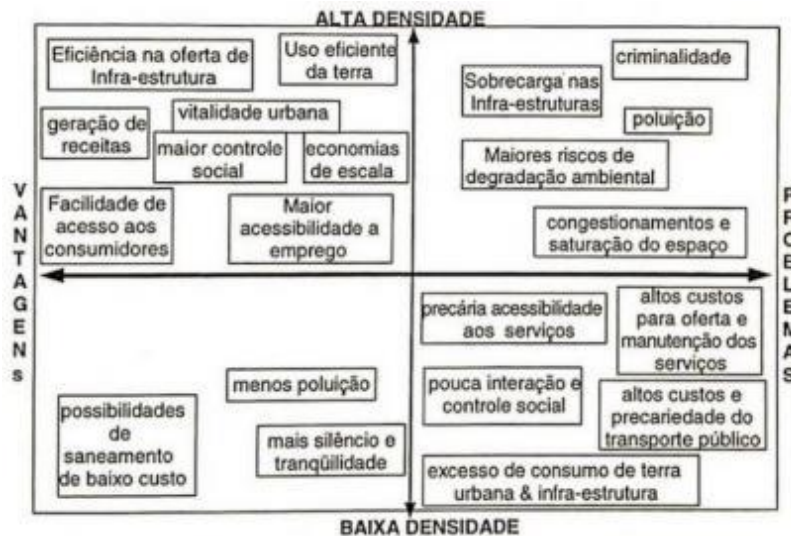 ALTA DENSIDADE
Eficiência na oferta de
Infra-estrutura
Uso eficiente
da terra
geração de
receitas
vitalidade urbana
maior controle
social
economias
de escala
Facilidade de
acesso aos
consumidores
Maior
acessibilidade a
emprego
criminalidade
Sobrecarga nas
Infra-estruturas
poluição
Maiores riscos de
degradação ambiental
congestionamentos e
saturação do espaço
VANTAGENs
PROBLEMAS
menos poluição
possibilidades
de
saneamento
de baixo custo
mais silêncio e
tranqüilidade
precária acessibilidade
aos serviços
altos custos
para oferta e
manutenção dos
serviços
pouca interação e
controle social
altos custos e
precariedade do
transporte público
excesso de consumo de terra
urbana & infra-estrutura
BAIXA DENSIDADE